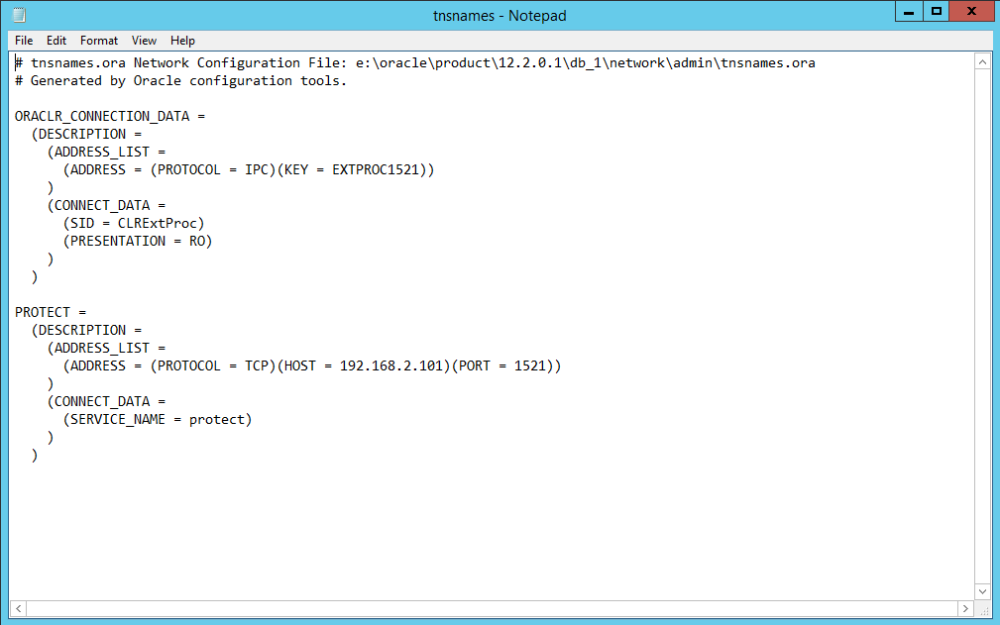 tnsnames - Notepad
File Edit Format View Help
# tnsnames.ora Network Configuration File: e:\oracle\product\12.2.0.1\db_1\network\admin\tnsnames.ora
# Generated by Oracle configuration tools.

ORACLR_CONNECTION_DATA =
  (DESCRIPTION =
    (ADDRESS_LIST =
      (ADDRESS = (PROTOCOL = IPC)(KEY = EXTPROC1521))
    )
    (CONNECT_DATA =
      (SID = CLRExtProc)
      (PRESENTATION = RO)
    )
  )

PROTECT =
  (DESCRIPTION =
    (ADDRESS_LIST =
      (ADDRESS = (PROTOCOL = TCP)(HOST = 192.168.2.101)(PORT = 1521))
    )
    (CONNECT_DATA =
      (SERVICE_NAME = protect)
    )
  )